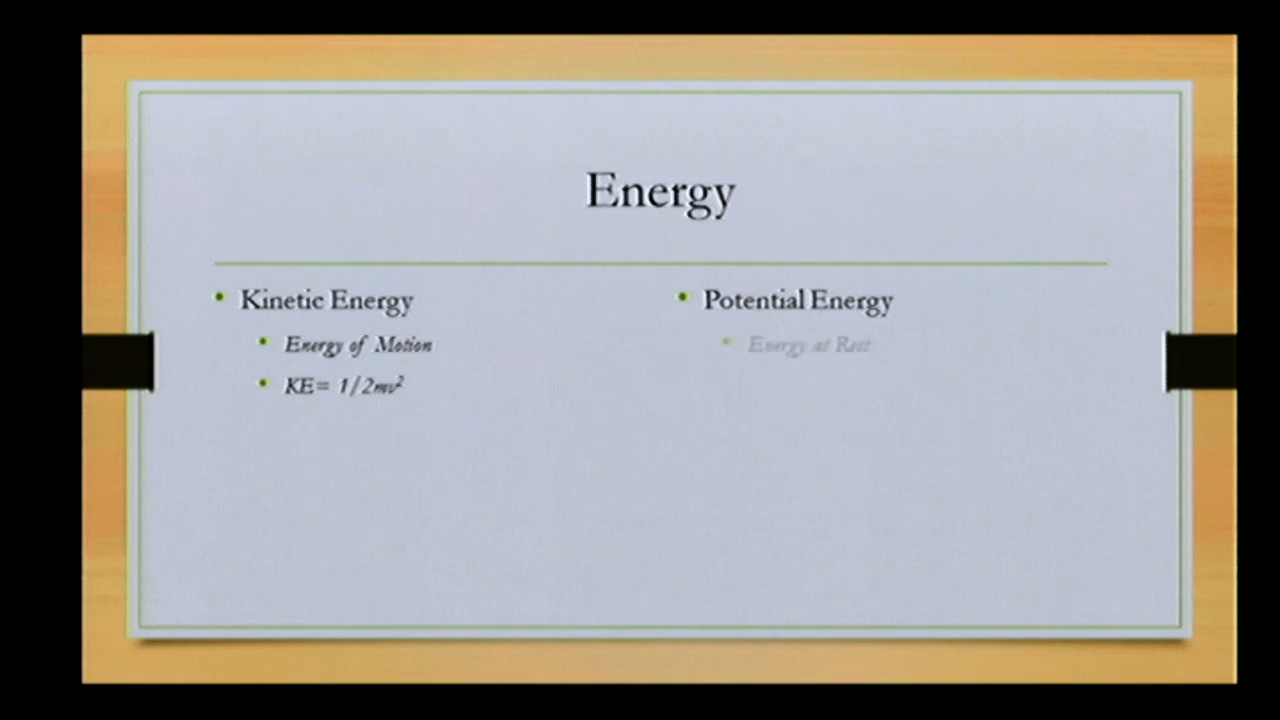 Energy
Kinetic Energy
Energy of Motion
KE= 1/2mv²
Potential Energy
Energy at Rest